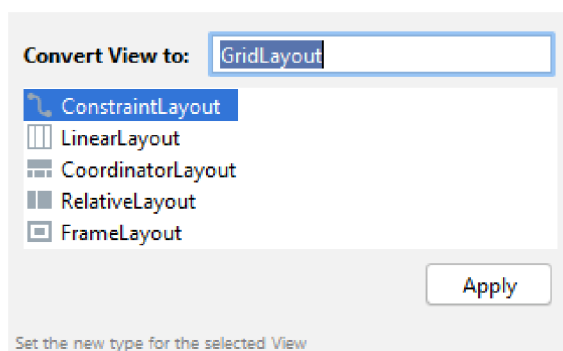 Convert View to: GridLayout
ConstraintLayout
LinearLayout
CoordinatorLayout
RelativeLayout
FrameLayout
Apply
Set the new type for the selected View